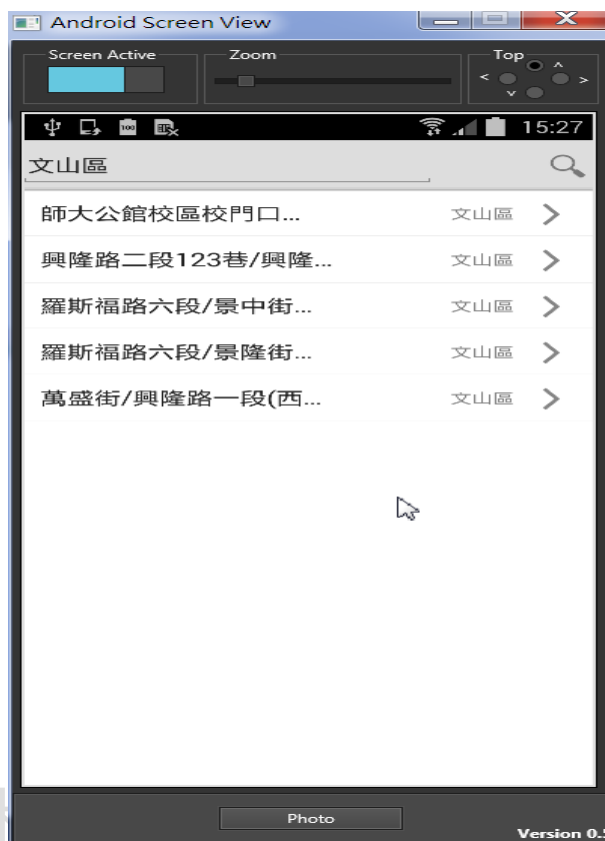 Android Screen View
Screen Active Zoom Top
15:27
文山區
師大公館校區校門口... 文山區
興隆路二段123巷/興隆... 文山區
羅斯福路六段/景中街... 文山區
羅斯福路六段/景隆街... 文山區
萬盛街/興隆路一段(西... 文山區
Photo
Version 0.5